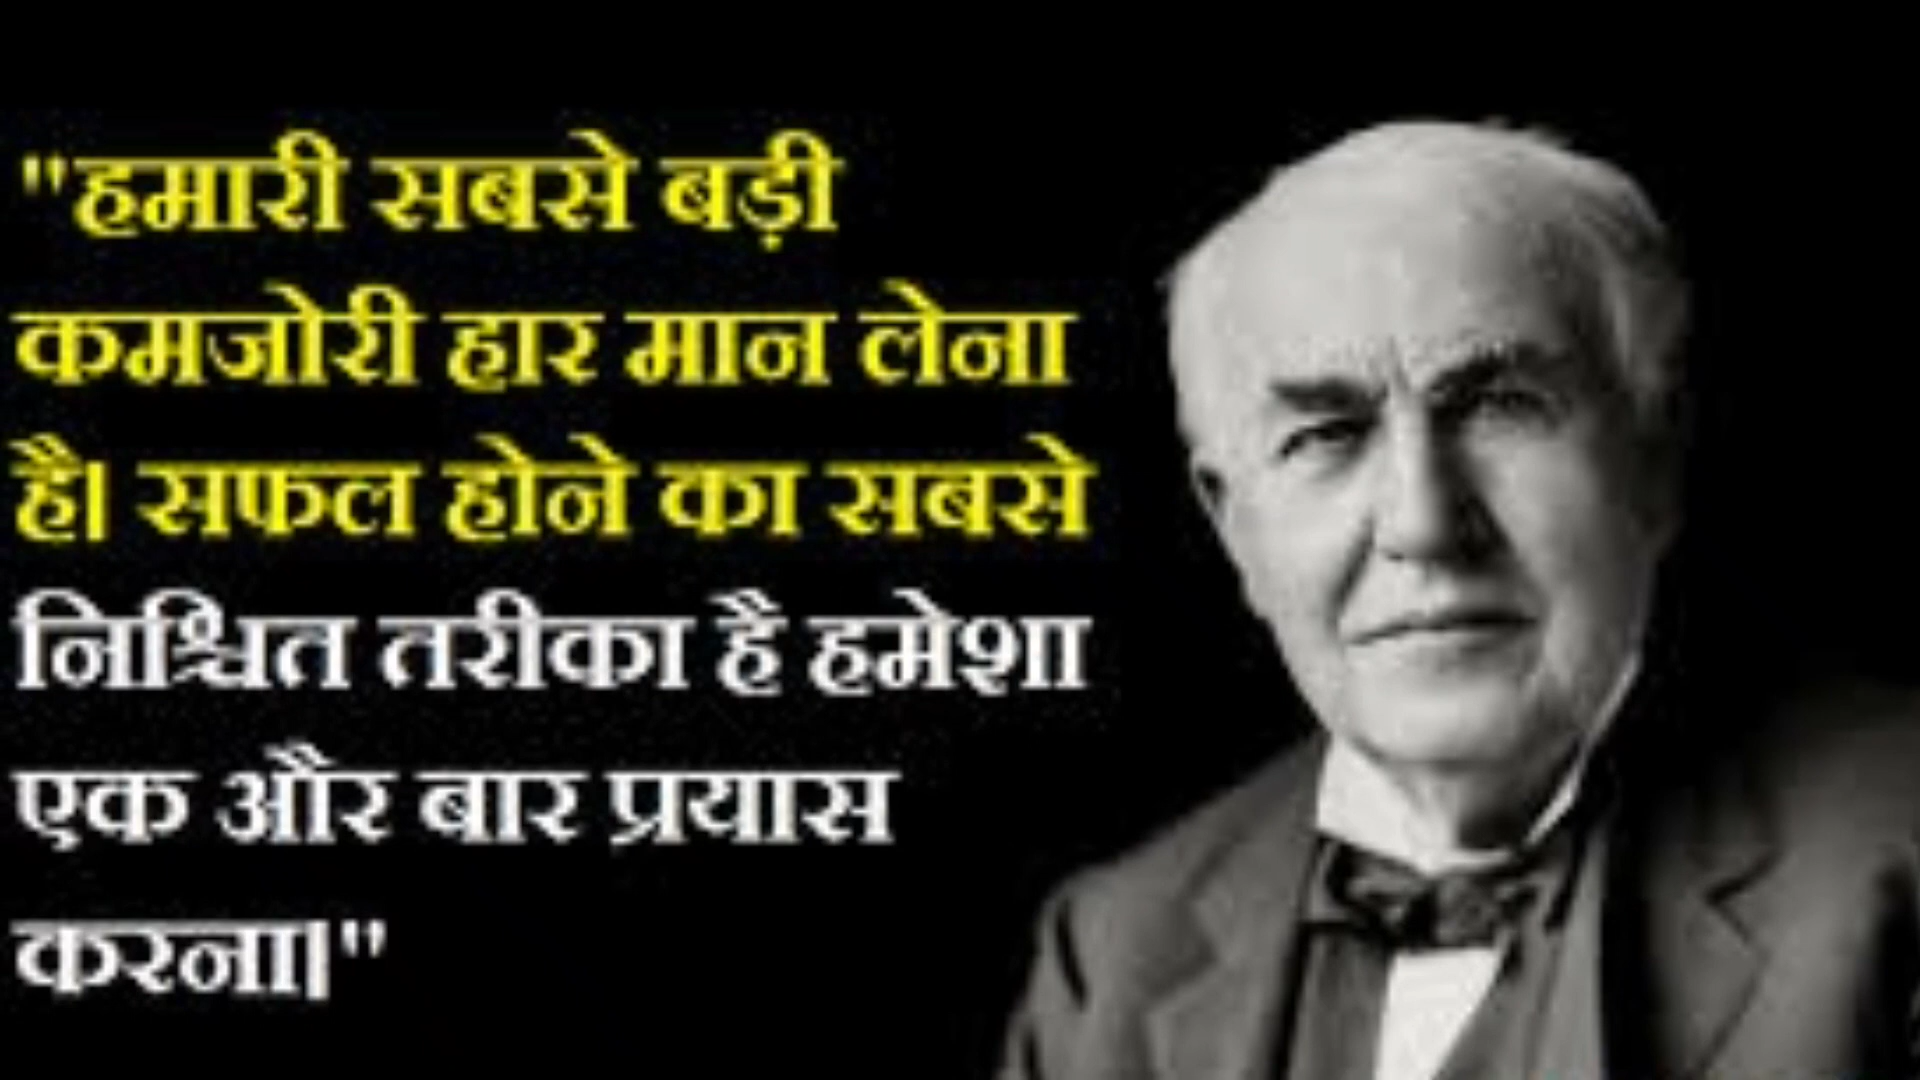 "हमारी सबसे बड़ी
कमजोरी हार मान लेना
है। सफल होने का सबसे
निश्चित तरीका है हमेशा
एक और बार प्रयास
करना।"